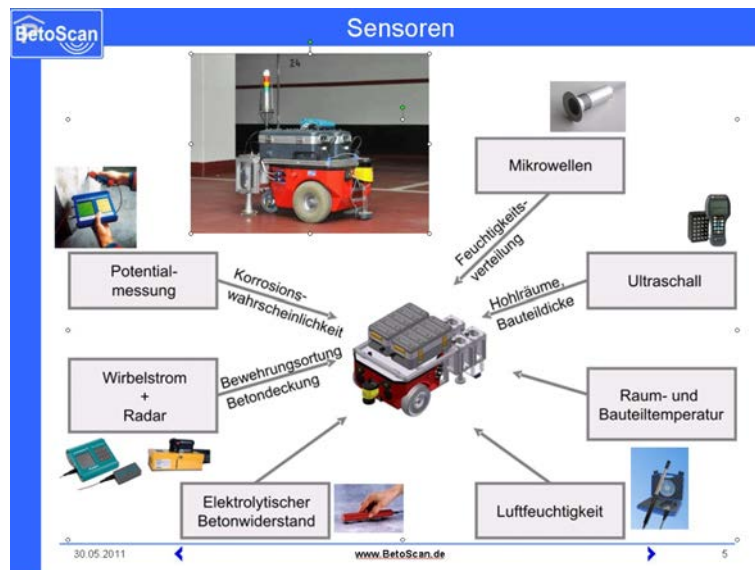 BetoScan
Sensoren
24
Mikrowellen
Feuchtigkeits-
verteilung
Potential-
messung
Korrosions-
wahrscheinlichkeit
Hohlräume,
Bauteildicke
Ultraschall
Wirbelstrom
+
Radar
Bewehrungsortung
Betondeckung
Raum- und
Bauteiltemperatur
Elektrolytischer
Betonwiderstand
Luftfeuchtigkeit
30.05.2011
www.BetoScan.de
5